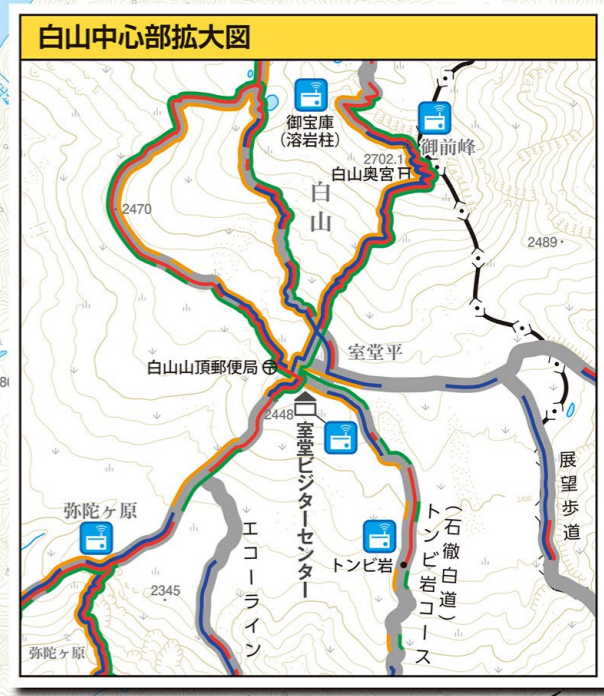 白山中心部拡大図
御宝庫
(溶岩柱)
御前峰
2702.1
白山奥宮
白山
2470
2489
室堂平
白山山頂郵便局
2448
室堂ビジターセンター
展望歩道
弥陀ヶ原
エコーライン
トンビ岩
(石徹白道)
トンビ岩コース
2345
弥陀ヶ原